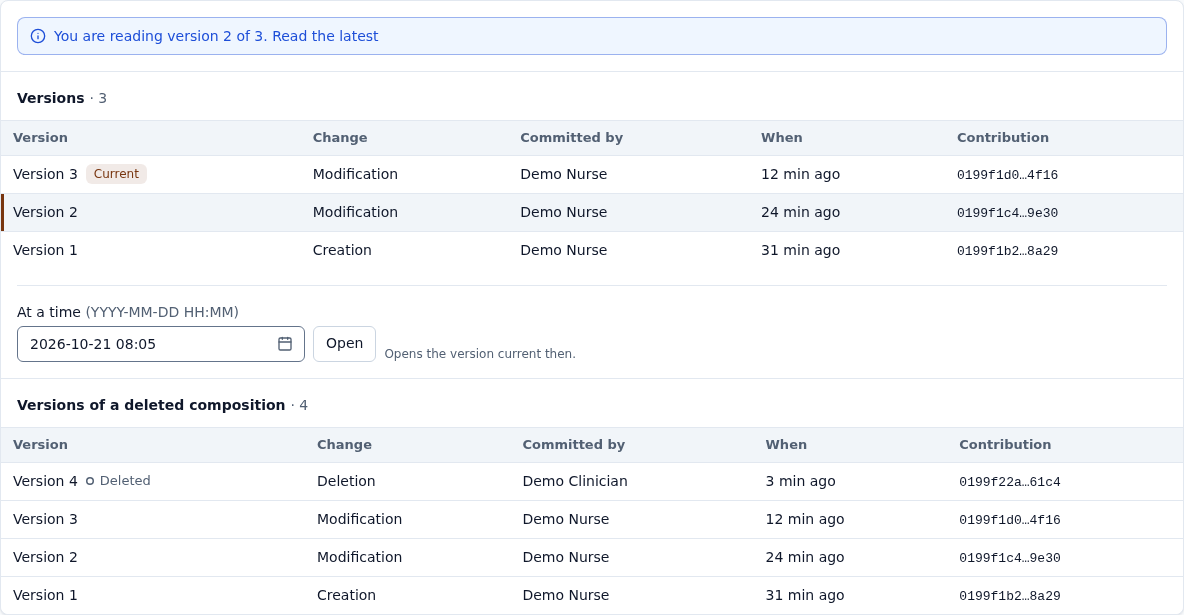 You are reading version 2 of 3. Read the latest
Versions · 3
Version Change Committed by When Contribution
Version 3 Current Modification Demo Nurse 12 min ago 0199f1d0…4f16
Version 2 Modification Demo Nurse 24 min ago 0199f1c4…9e30
Version 1 Creation Demo Nurse 31 min ago 0199f1b2…8a29
At a time (YYYY-MM-DD HH:MM)
2026-10-21 08:05 Open Opens the version current then.
Versions of a deleted composition · 4
Version Change Committed by When Contribution
Version 4 Deleted Deletion Demo Clinician 3 min ago 0199f22a…61c4
Version 3 Modification Demo Nurse 12 min ago 0199f1d0…4f16
Version 2 Modification Demo Nurse 24 min ago 0199f1c4…9e30
Version 1 Creation Demo Nurse 31 min ago 0199f1b2…8a29